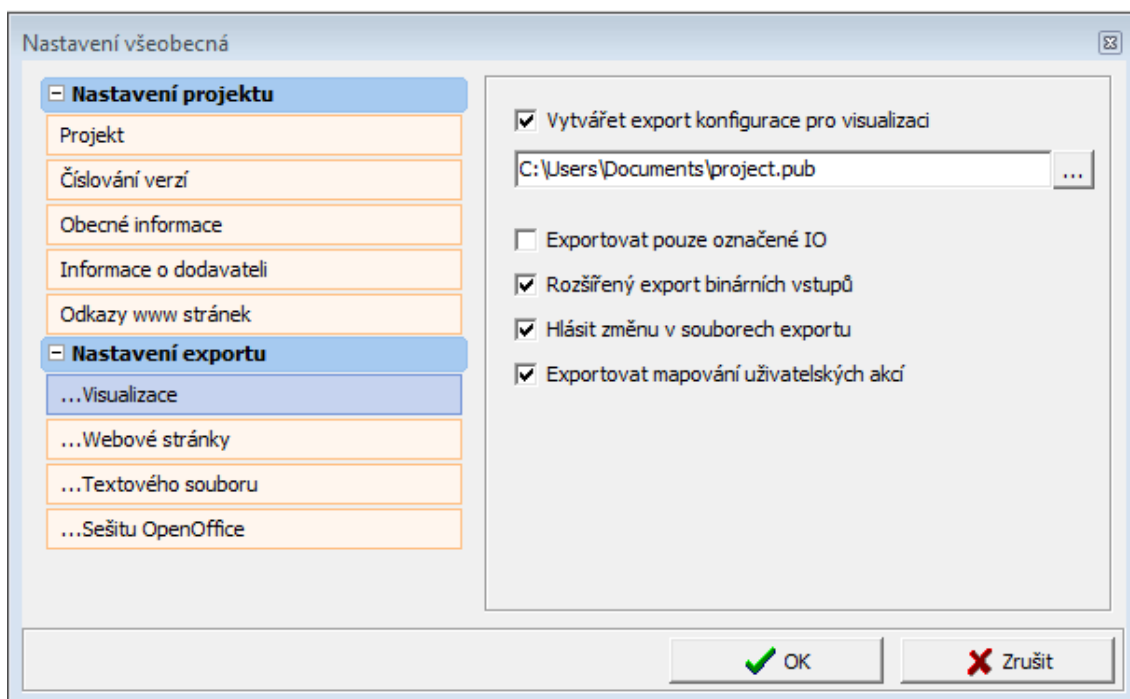 Nastavení všeobecná
Nastavení projektu
Projekt
Číslování verzí
Obecné informace
Informace o dodavateli
Odkazy www stránek
Nastavení exportu
...Visualizace
...Webové stránky
...Textového souboru
...Sešitu OpenOffice
Vytvářet export konfigurace pro visualizaci
C:\Users\Documents\project.pub
...
Exportovat pouze označené IO
Rozšířený export binárních vstupů
Hlásit změnu v souborech exportu
Exportovat mapování uživatelských akcí
OK
Zrušit